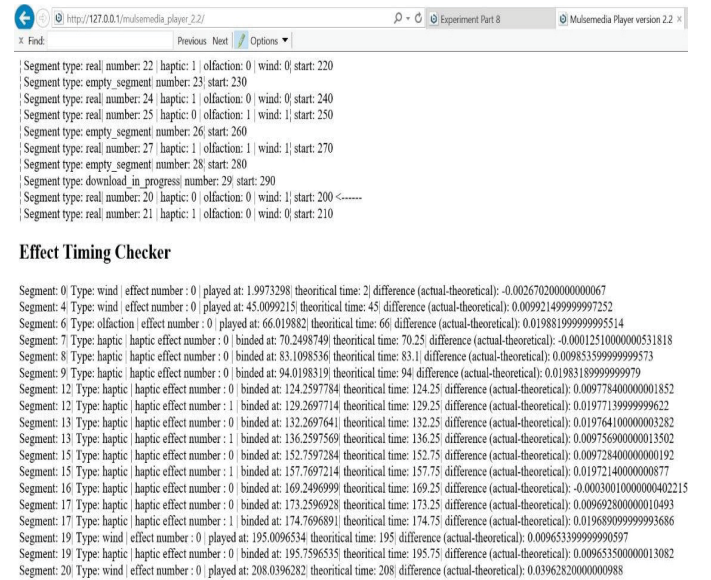 http://127.0.0.1/mulsemedia_player_2.2/
Experiment Part 8
Mulsemedia Player version 2.2 ×
× Find: Previous Next Options ▼
¦ Segment type: real| number: 22 | haptic: 1 | olfaction: 0 | wind: 0¦ start: 220
¦ Segment type: empty_segment| number: 23¦ start: 230
¦ Segment type: real| number: 24 | haptic: 1 | olfaction: 0 | wind: 0¦ start: 240
¦ Segment type: real| number: 25 | haptic: 0 | olfaction: 1 | wind: 1¦ start: 250
¦ Segment type: empty_segment| number: 26¦ start: 260
¦ Segment type: real| number: 27 | haptic: 1 | olfaction: 1 | wind: 1¦ start: 270
¦ Segment type: empty_segment| number: 28¦ start: 280
¦ Segment type: download_in_progress| number: 29¦ start: 290
¦ Segment type: real| number: 20 | haptic: 0 | olfaction: 0 | wind: 1¦ start: 200 <------
¦ Segment type: real| number: 21 | haptic: 1 | olfaction: 0 | wind: 0¦ start: 210
Effect Timing Checker
Segment: 0| Type: wind | effect number : 0 | played at: 1.9973298| theoritical time: 2| difference (actual-theoretical): -0.002670200000000067
Segment: 4| Type: wind | effect number : 0 | played at: 45.0099215| theoritical time: 45| difference (actual-theoretical): 0.009921499999997252
Segment: 6| Type: olfaction | effect number : 0 | played at: 66.019882| theoritical time: 66| difference (actual-theoretical): 0.019881999999995514
Segment: 7| Type: haptic | haptic effect number : 0 | binded at: 70.2498749| theoritical time: 70.25| difference (actual-theoretical): -0.00012510000000531818
Segment: 8| Type: haptic | haptic effect number : 0 | binded at: 83.1098536| theoritical time: 83.1| difference (actual-theoretical): 0.009853599999999573
Segment: 9| Type: haptic | haptic effect number : 0 | binded at: 94.0198319| theoritical time: 94| difference (actual-theoretical): 0.01983189999999979
Segment: 12| Type: haptic | haptic effect number : 0 | binded at: 124.2597784| theoritical time: 124.25| difference (actual-theoretical): 0.009778400000001852
Segment: 12| Type: haptic | haptic effect number : 1 | binded at: 129.2697714| theoritical time: 129.25| difference (actual-theoretical): 0.01977139999999622
Segment: 13| Type: haptic | haptic effect number : 0 | binded at: 132.2697641| theoritical time: 132.25| difference (actual-theoretical): 0.019764100000003282
Segment: 13| Type: haptic | haptic effect number : 1 | binded at: 136.2597569| theoritical time: 136.25| difference (actual-theoretical): 0.009756900000013502
Segment: 15| Type: haptic | haptic effect number : 0 | binded at: 152.7597284| theoritical time: 152.75| difference (actual-theoretical): 0.009728400000000192
Segment: 15| Type: haptic | haptic effect number : 1 | binded at: 157.7697214| theoritical time: 157.75| difference (actual-theoretical): 0.01972140000000877
Segment: 16| Type: haptic | haptic effect number : 0 | binded at: 169.2496999| theoritical time: 169.25| difference (actual-theoretical): -0.00030010000000402215
Segment: 17| Type: haptic | haptic effect number : 0 | binded at: 173.2596928| theoritical time: 173.25| difference (actual-theoretical): 0.009692800000010493
Segment: 17| Type: haptic | haptic effect number : 1 | binded at: 174.7696891| theoritical time: 174.75| difference (actual-theoretical): 0.019689099999993686
Segment: 19| Type: wind | effect number : 0 | played at: 195.0096534| theoritical time: 195| difference (actual-theoretical): 0.009653399999990597
Segment: 19| Type: haptic | haptic effect number : 0 | binded at: 195.7596535| theoritical time: 195.75| difference (actual-theoretical): 0.009653500000013082
Segment: 20| Type: wind | effect number : 0 | played at: 208.0396282| theoritical time: 208| difference (actual-theoretical): 0.03962820000000988